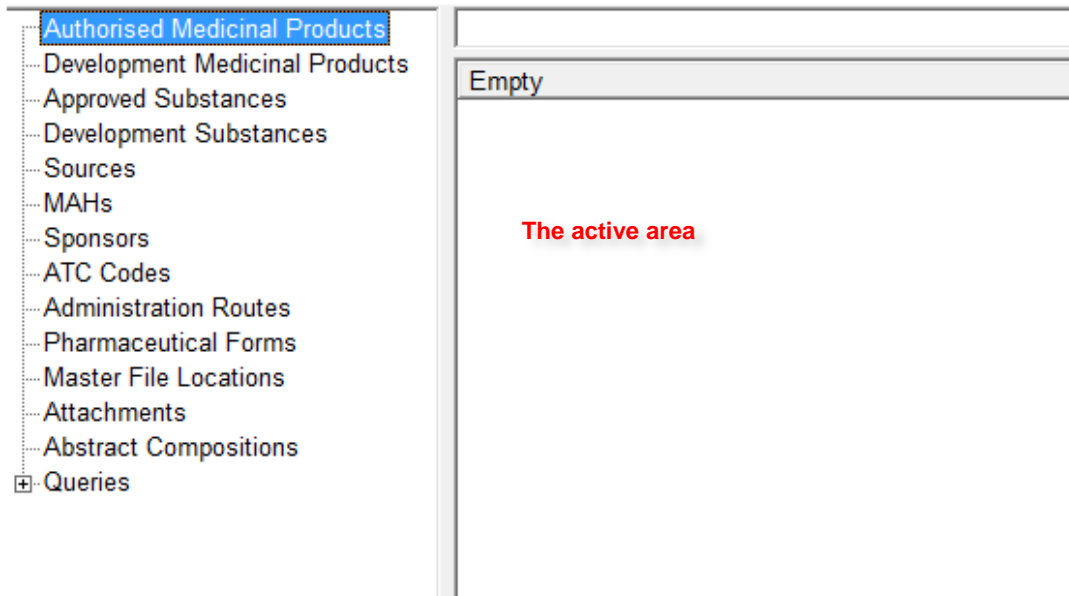 Authorised Medicinal Products
Development Medicinal Products
Approved Substances
Development Substances
Sources
MAHs
Sponsors
ATC Codes
Administration Routes
Pharmaceutical Forms
Master File Locations
Attachments
Abstract Compositions
Queries
Empty
The active area